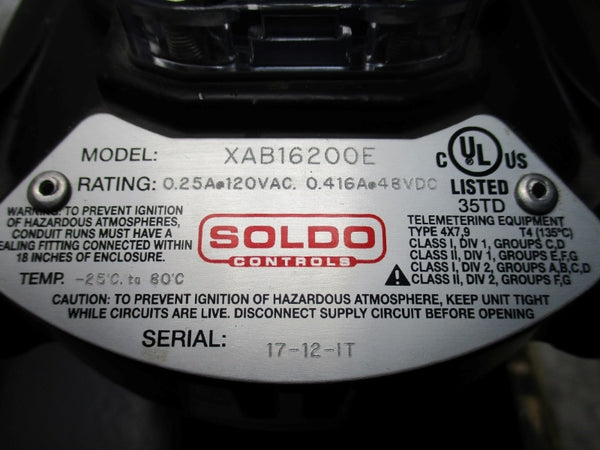 MODEL: XAB16200E
RATING: 0.25A@120VAC. 0.416A@48VDC
C UL US
LISTED
35TD
WARNING: TO PREVENT IGNITION
OF HAZARDOUS ATMOSPHERES,
CONDUIT RUNS MUST HAVE A
SEALING FITTING CONNECTED WITHIN
18 INCHES OF ENCLOSURE.
TEMP. -25°C. to 80°C
SOLDO
CONTROLS
TELEMETERING EQUIPMENT
TYPE 4X7,9 T4 (135°C)
CLASS I, DIV 1, GROUPS C,D
CLASS II, DIV 1, GROUPS E,F,G
CLASS I, DIV 2, GROUPS A,B,C,D
CLASS II, DIV 2, GROUPS F,G
CAUTION: TO PREVENT IGNITION OF HAZARDOUS ATMOSPHERE, KEEP UNIT TIGHT
WHILE CIRCUITS ARE LIVE. DISCONNECT SUPPLY CIRCUIT BEFORE OPENING
SERIAL: 17-12-IT